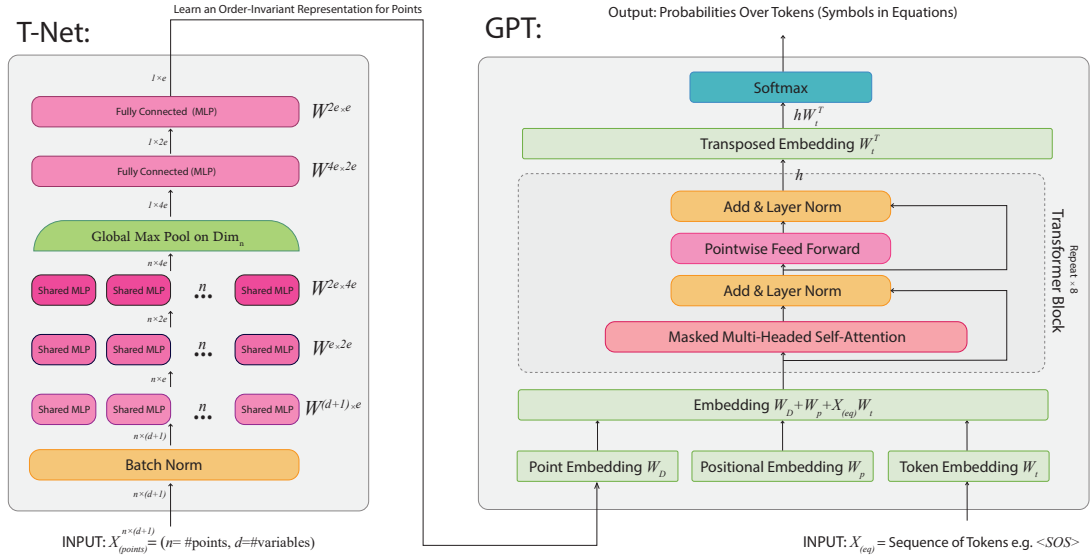 Learn an Order-Invariant Representation for Points
T-Net:
1×e
Fully Connected (MLP)
W^{2e×e}
1×2e
Fully Connected (MLP)
W^{4e×2e}
1×4e
Global Max Pool on Dim_n
n×4e
Shared MLP Shared MLP n ... Shared MLP
W^{2e×4e}
n×2e
Shared MLP Shared MLP n ... Shared MLP
W^{e×2e}
n×e
Shared MLP Shared MLP n ... Shared MLP
W^{(d+1)×e}
n×(d+1)
Batch Norm
n×(d+1)
INPUT: X_{(points)}^{n×(d+1)} = (n= #points, d=#variables)
Output: Probabilities Over Tokens (Symbols in Equations)
GPT:
Softmax
hW_t^T
Transposed Embedding W_t^T
h
Add & Layer Norm
Pointwise Feed Forward
Add & Layer Norm
Masked Multi-Headed Self-Attention
Repeat × 8
Transformer Block
Embedding W_D+W_p+X_{(eq)}W_t
Point Embedding W_D
Positional Embedding W_p
Token Embedding W_t
INPUT: X_{(eq)} = Sequence of Tokens e.g. <SOS>